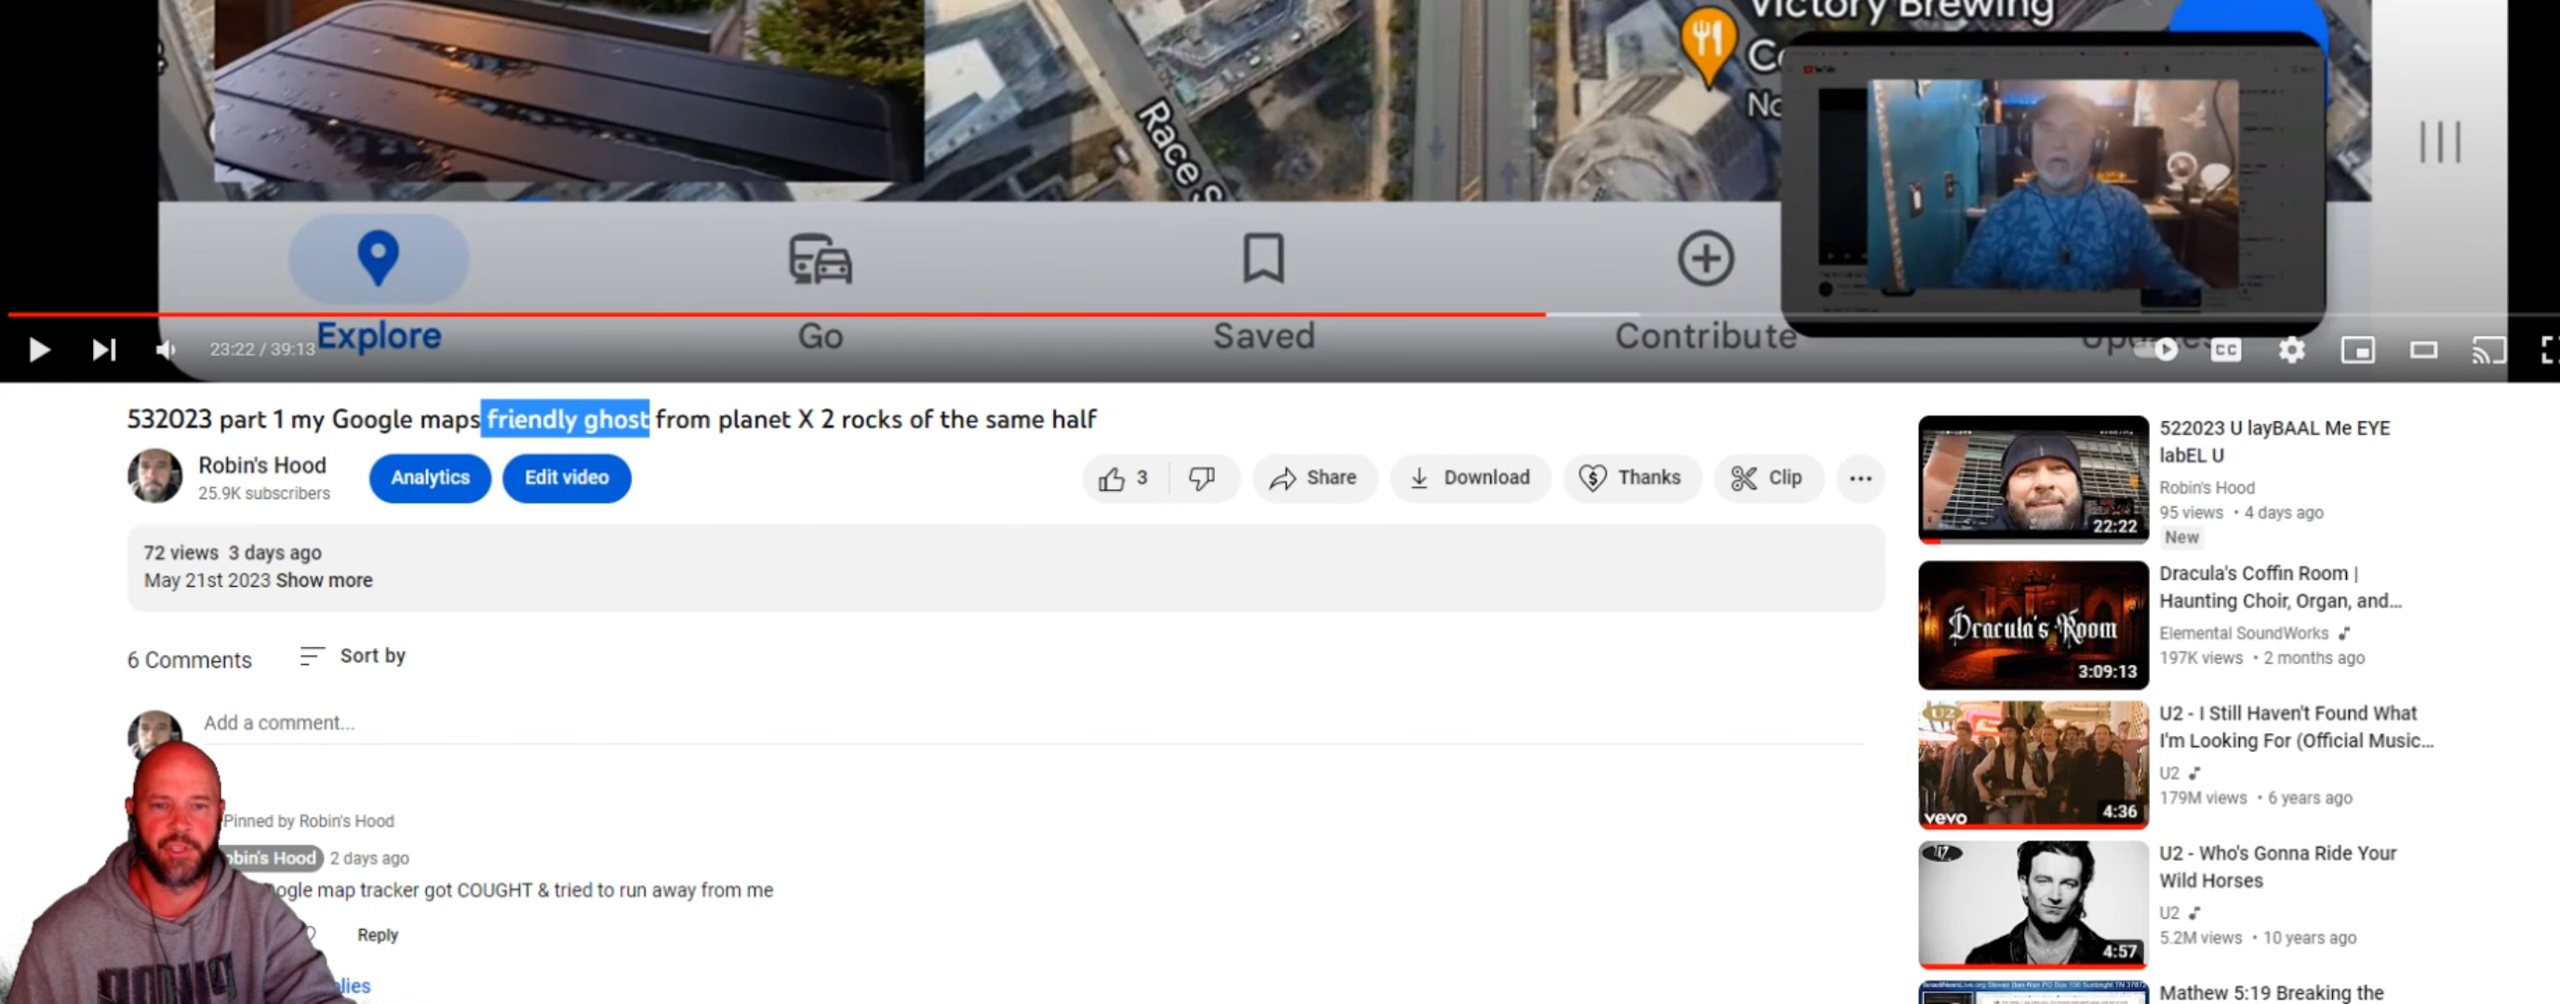 Victory Brewing
Race S
23:22 / 39:13
Explore
Go
Saved
Contribute
CC
532023 part 1 my Google maps friendly ghost from planet X 2 rocks of the same half
Robin's Hood
25.9K subscribers
Analytics
Edit video
3
Share
Download
Thanks
Clip
72 views 3 days ago
May 21st 2023 Show more
6 Comments
Sort by
Add a comment...
Pinned by Robin's Hood
obin's Hood 2 days ago
ogle map tracker got COUGHT & tried to run away from me
Reply
lies
22:22
522023 U layBAAL Me EYE
labEL U
Robin's Hood
95 views • 4 days ago
New
Dracula's Room
3:09:13
Dracula's Coffin Room |
Haunting Choir, Organ, and...
Elemental SoundWorks
197K views • 2 months ago
U2
vevo
4:36
U2 - I Still Haven't Found What
I'm Looking For (Official Music...
U2
179M views • 6 years ago
4:57
U2 - Who's Gonna Ride Your
Wild Horses
U2
5.2M views • 10 years ago
Mathew 5:19 Breaking the